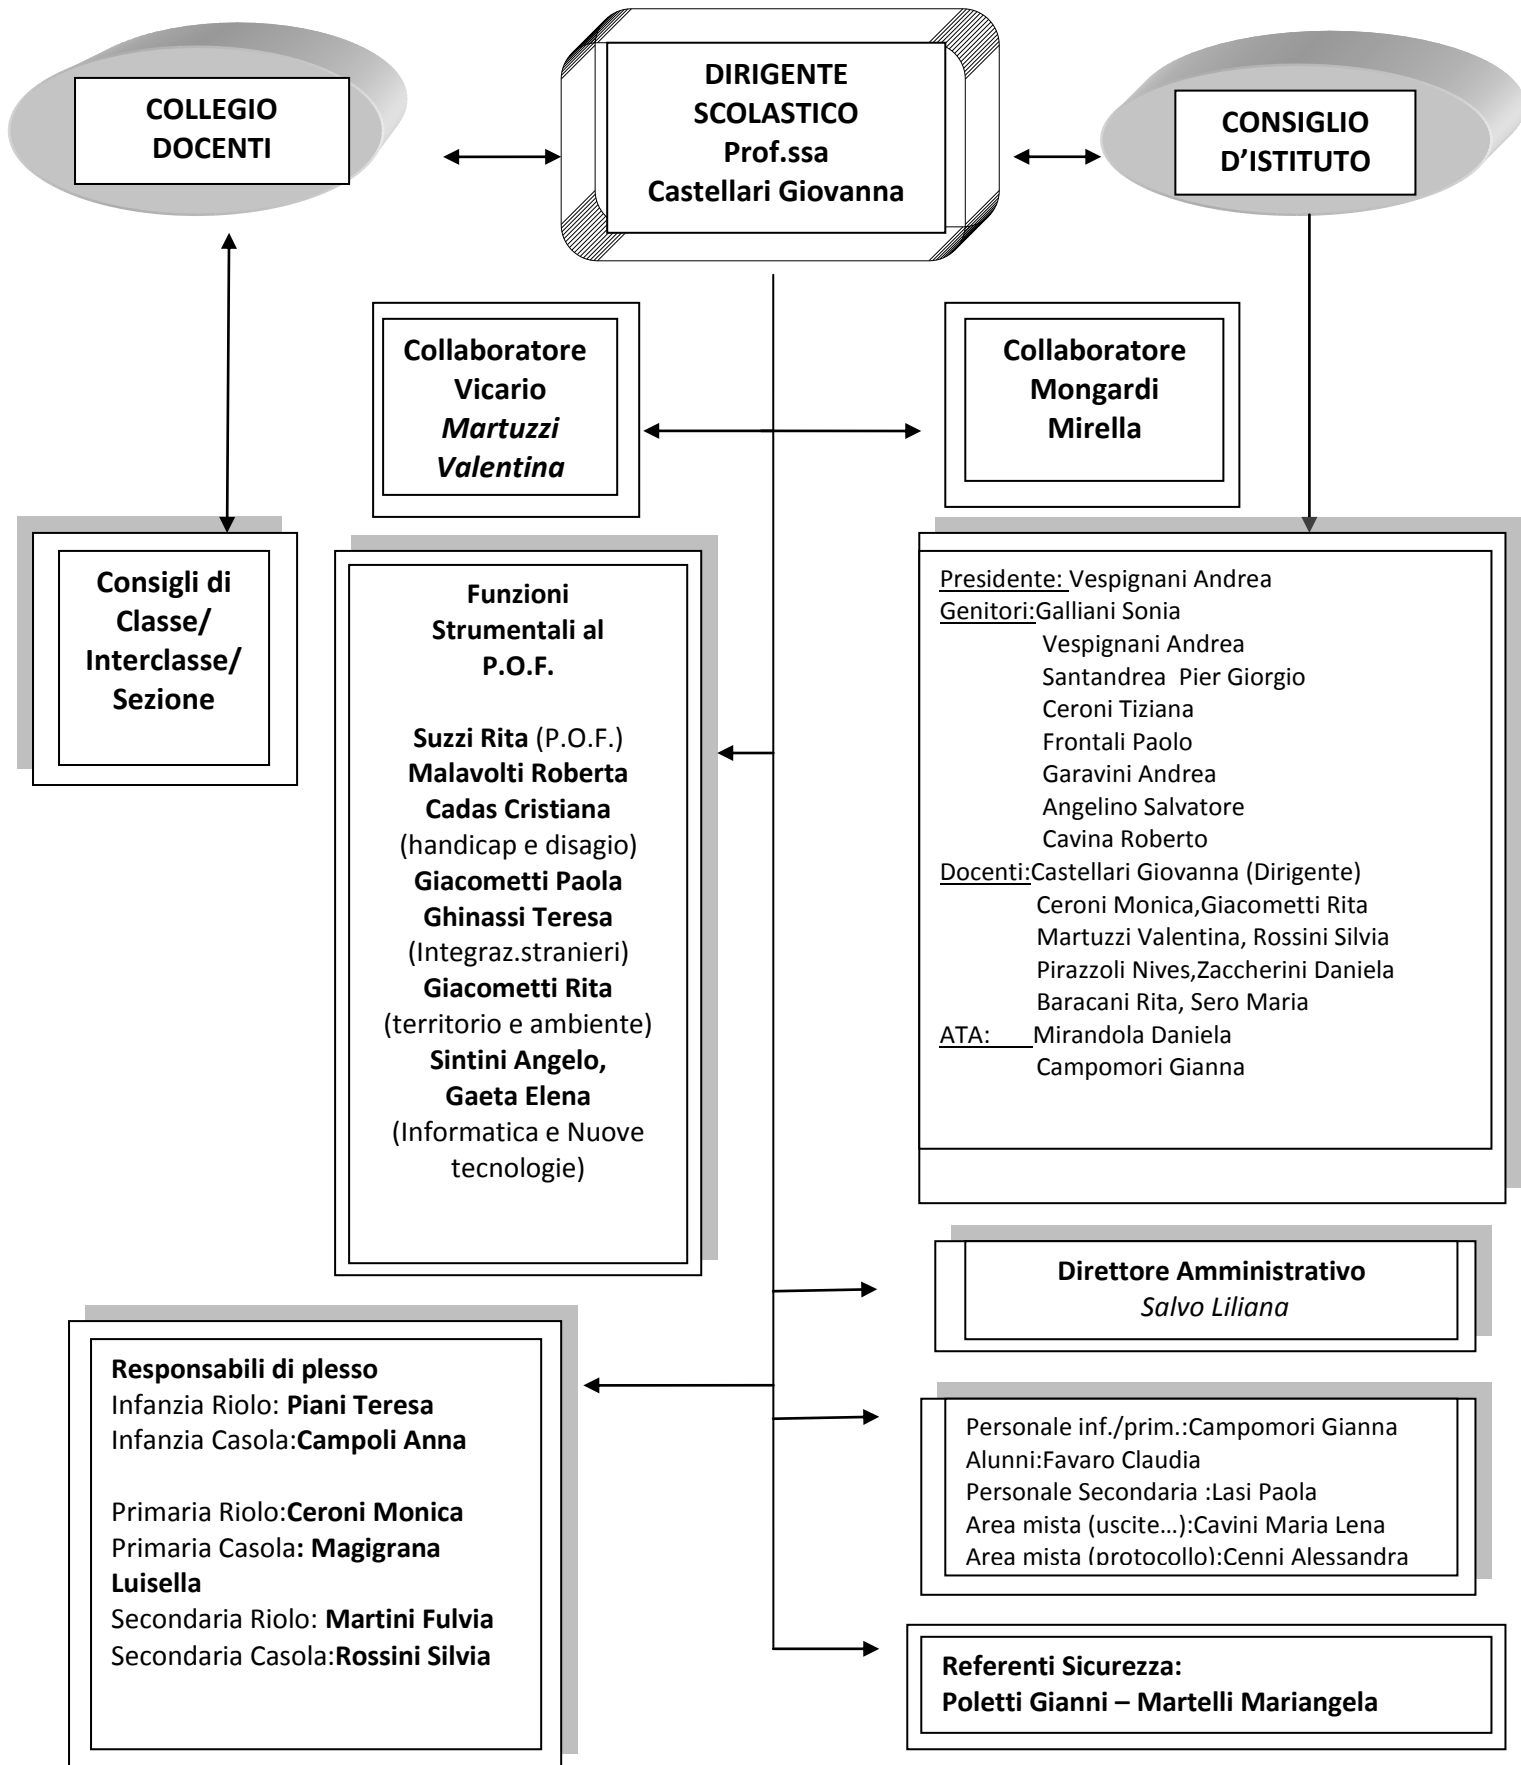 COLLEGIO
DOCENTI
DIRIGENTE
SCOLASTICO
Prof.ssa
Castellari Giovanna
CONSIGLIO
D’ISTITUTO
Collaboratore
Vicario
Martuzzi
Valentina
Collaboratore
Mongardi
Mirella
Consigli di
Classe/
Interclasse/
Sezione
Funzioni
Strumentali al
P.O.F.
Suzzi Rita (P.O.F.)
Malavolti Roberta
Cadas Cristiana
(handicap e disagio)
Giacometti Paola
Ghinassi Teresa
(Integraz.stranieri)
Giacometti Rita
(territorio e ambiente)
Sintini Angelo,
Gaeta Elena
(Informatica e Nuove
tecnologie)
Presidente: Vespignani Andrea
Genitori:Galliani Sonia
Vespignani Andrea
Santandrea Pier Giorgio
Ceroni Tiziana
Frontali Paolo
Garavini Andrea
Angelino Salvatore
Cavina Roberto
Docenti:Castellari Giovanna (Dirigente)
Ceroni Monica,Giacometti Rita
Martuzzi Valentina, Rossini Silvia
Pirazzoli Nives,Zaccherini Daniela
Baracani Rita, Sero Maria
ATA: Mirandola Daniela
Campomori Gianna
Direttore Amministrativo
Salvo Liliana
Responsabili di plesso
Infanzia Riolo: Piani Teresa
Infanzia Casola:Campoli Anna
Primaria Riolo:Ceroni Monica
Primaria Casola: Magigrana
Luisella
Secondaria Riolo: Martini Fulvia
Secondaria Casola:Rossini Silvia
Personale inf./prim.:Campomori Gianna
Alunni:Favaro Claudia
Personale Secondaria :Lasi Paola
Area mista (uscite…):Cavini Maria Lena
Area mista (protocollo):Cenni Alessandra
Referenti Sicurezza:
Poletti Gianni – Martelli Mariangela